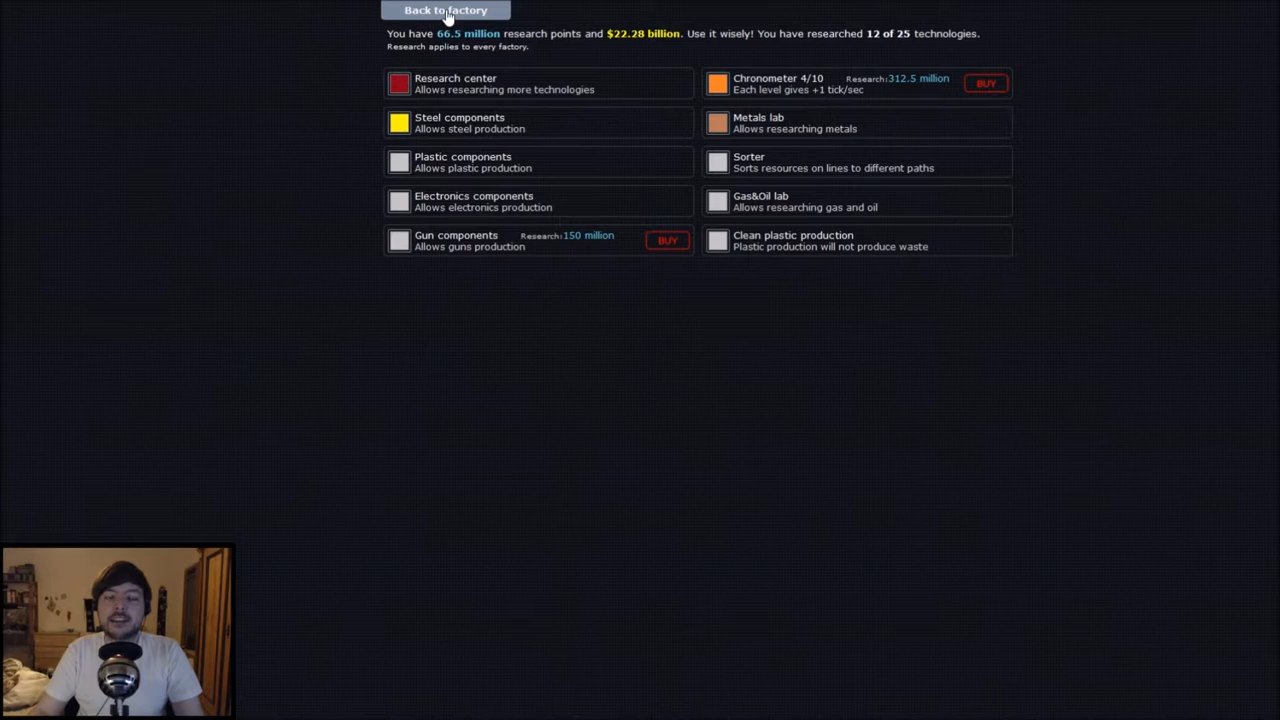 Back to factory
You have 66.5 million research points and $22.28 billion. Use it wisely! You have researched 12 of 25 technologies.
Research applies to every factory.
Research center
Allows researching more technologies
Chronometer 4/10 Research:312.5 million BUY
Each level gives +1 tick/sec
Steel components
Allows steel production
Metals lab
Allows researching metals
Plastic components
Allows plastic production
Sorter
Sorts resources on lines to different paths
Electronics components
Allows electronics production
Gas&Oil lab
Allows researching gas and oil
Gun components Research:150 million BUY
Allows guns production
Clean plastic production
Plastic production will not produce waste